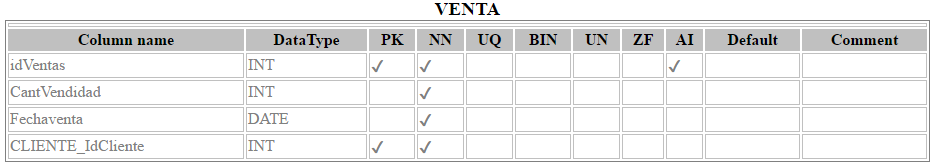 VENTA
Column name DataType PK NN UQ BIN UN ZF AI Default Comment
idVentas INT ✓ ✓ ✓
CantVendidad INT ✓
Fechaventa DATE ✓
CLIENTE_IdCliente INT ✓ ✓